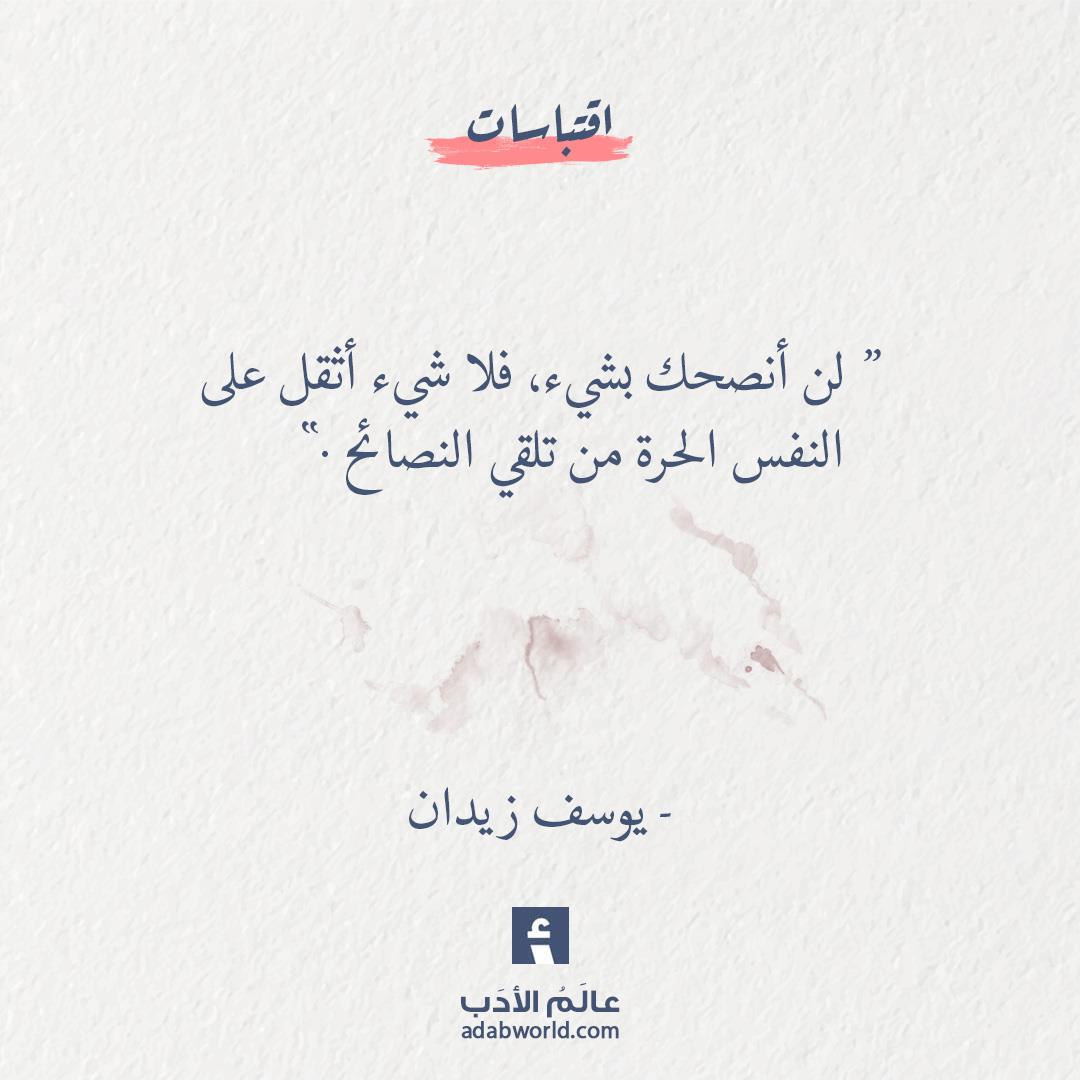 اقتباسات
” لن أنصحك بشيء، فلا شيء أثقل على
النفس الحرة من تلقي النصائح .“
- يوسف زيدان
أ
عالَمُ الأدَب
adabworld.com